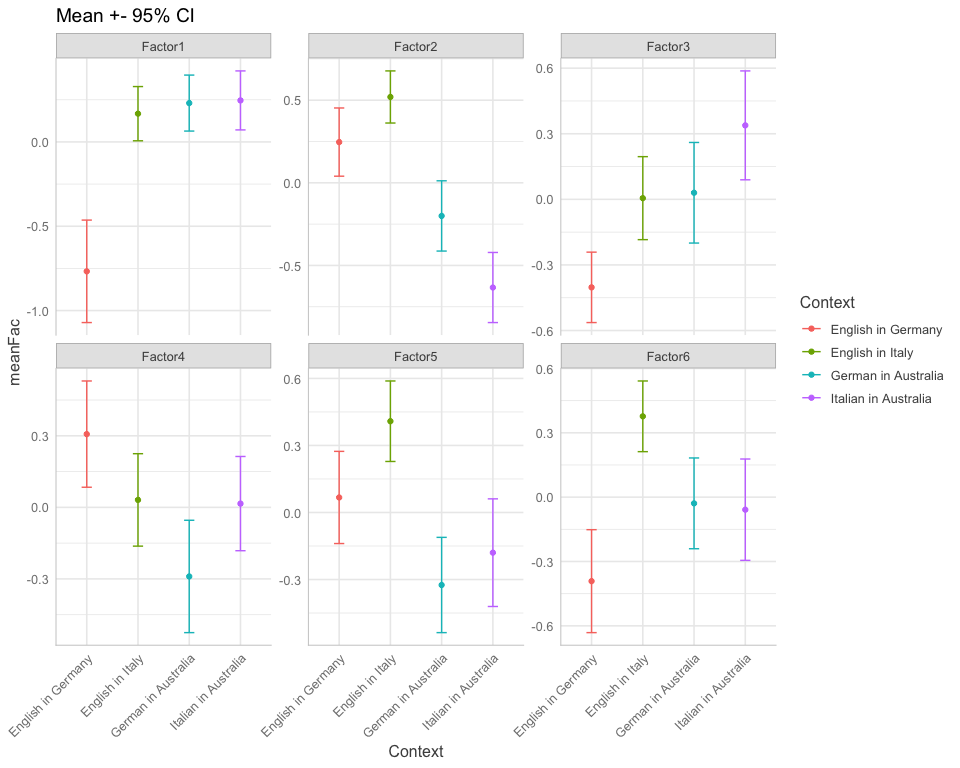 Mean +- 95% CI
Factor1
Factor2
Factor3
0.0
-0.5
-1.0
0.5
0.0
-0.5
0.6
0.3
0.0
-0.3
-0.6
meanFac
Factor4
Factor5
Factor6
0.3
0.0
-0.3
0.6
0.3
0.0
-0.3
0.6
0.3
0.0
-0.3
-0.6
English in Germany
English in Italy
German in Australia
Italian in Australia
English in Germany
English in Italy
German in Australia
Italian in Australia
English in Germany
English in Italy
German in Australia
Italian in Australia
Context
Context
English in Germany
English in Italy
German in Australia
Italian in Australia